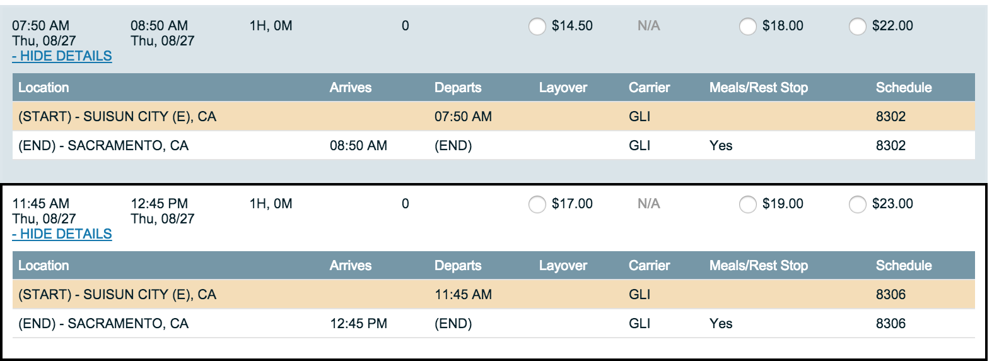 07:50 AM 08:50 AM 1H, 0M 0 $14.50 N/A $18.00 $22.00
Thu, 08/27 Thu, 08/27
- HIDE DETAILS
Location Arrives Departs Layover Carrier Meals/Rest Stop Schedule
(START) - SUISUN CITY (E), CA 07:50 AM GLI 8302
(END) - SACRAMENTO, CA 08:50 AM (END) GLI Yes 8302
11:45 AM 12:45 PM 1H, 0M 0 $17.00 N/A $19.00 $23.00
Thu, 08/27 Thu, 08/27
- HIDE DETAILS
Location Arrives Departs Layover Carrier Meals/Rest Stop Schedule
(START) - SUISUN CITY (E), CA 11:45 AM GLI 8306
(END) - SACRAMENTO, CA 12:45 PM (END) GLI Yes 8306